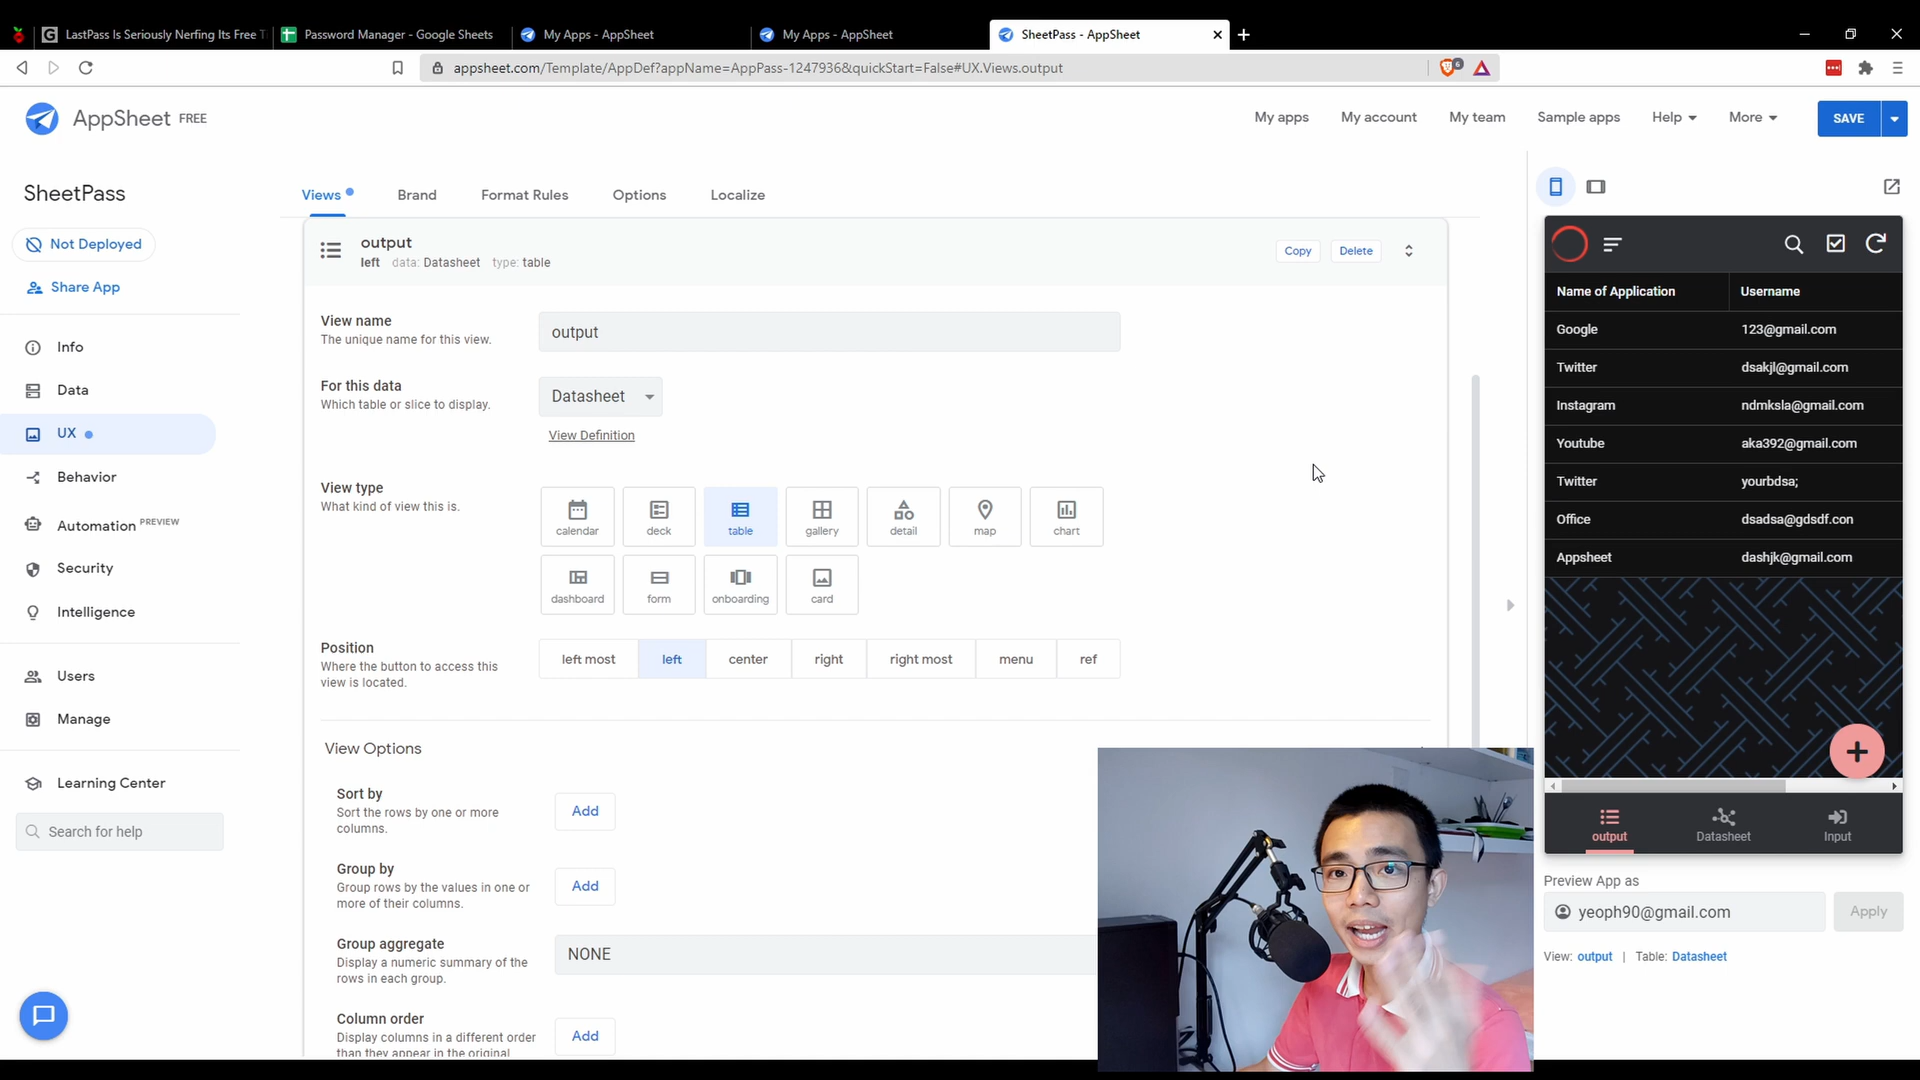 LastPass Is Seriously Nerfing Its Free T
Password Manager - Google Sheets
My Apps - AppSheet
My Apps - AppSheet
SheetPass - AppSheet
appsheet.com/Template/AppDef?appName=AppPass-1247936&quickStart=False#UX.Views.output
6
AppSheet FREE
My apps
My account
My team
Sample apps
Help
More
SAVE
SheetPass
Not Deployed
Share App
Info
Data
UX
Behavior
Automation PREVIEW
Security
Intelligence
Users
Manage
Learning Center
Search for help
Views
Brand
Format Rules
Options
Localize
output
left data: Datasheet type: table
Copy
Delete
View name
The unique name for this view.
output
For this data
Which table or slice to display.
Datasheet
View Definition
View type
What kind of view this is.
calendar
deck
table
gallery
detail
map
chart
dashboard
form
onboarding
card
Position
Where the button to access this
view is located.
left most
left
center
right
right most
menu
ref
View Options
Sort by
Sort the rows by one or more
columns.
Add
Group by
Group rows by the values in one or
more of their columns.
Add
Group aggregate
Display a numeric summary of the
rows in each group.
NONE
Column order
Display columns in a different order
than they appear in the original
Add
Name of Application Username
Google 123@gmail.com
Twitter dsakjl@gmail.com
Instagram ndmksla@gmail.com
Youtube aka392@gmail.com
Twitter yourbdsa;
Office dsadsa@gdsdf.con
Appsheet dashjk@gmail.com
output
Datasheet
Input
Preview App as
yeoph90@gmail.com
Apply
View: output | Table: Datasheet